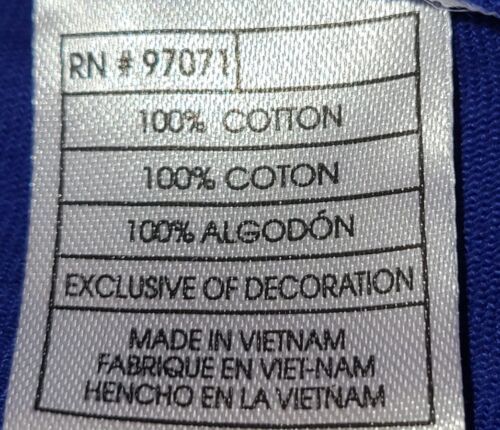 RN # 97071
100% COTTON
100% COTON
100% ALGODÓN
EXCLUSIVE OF DECORATION
MADE IN VIETNAM
FABRIQUE EN VIET-NAM
HENCHO EN LA VIETNAM